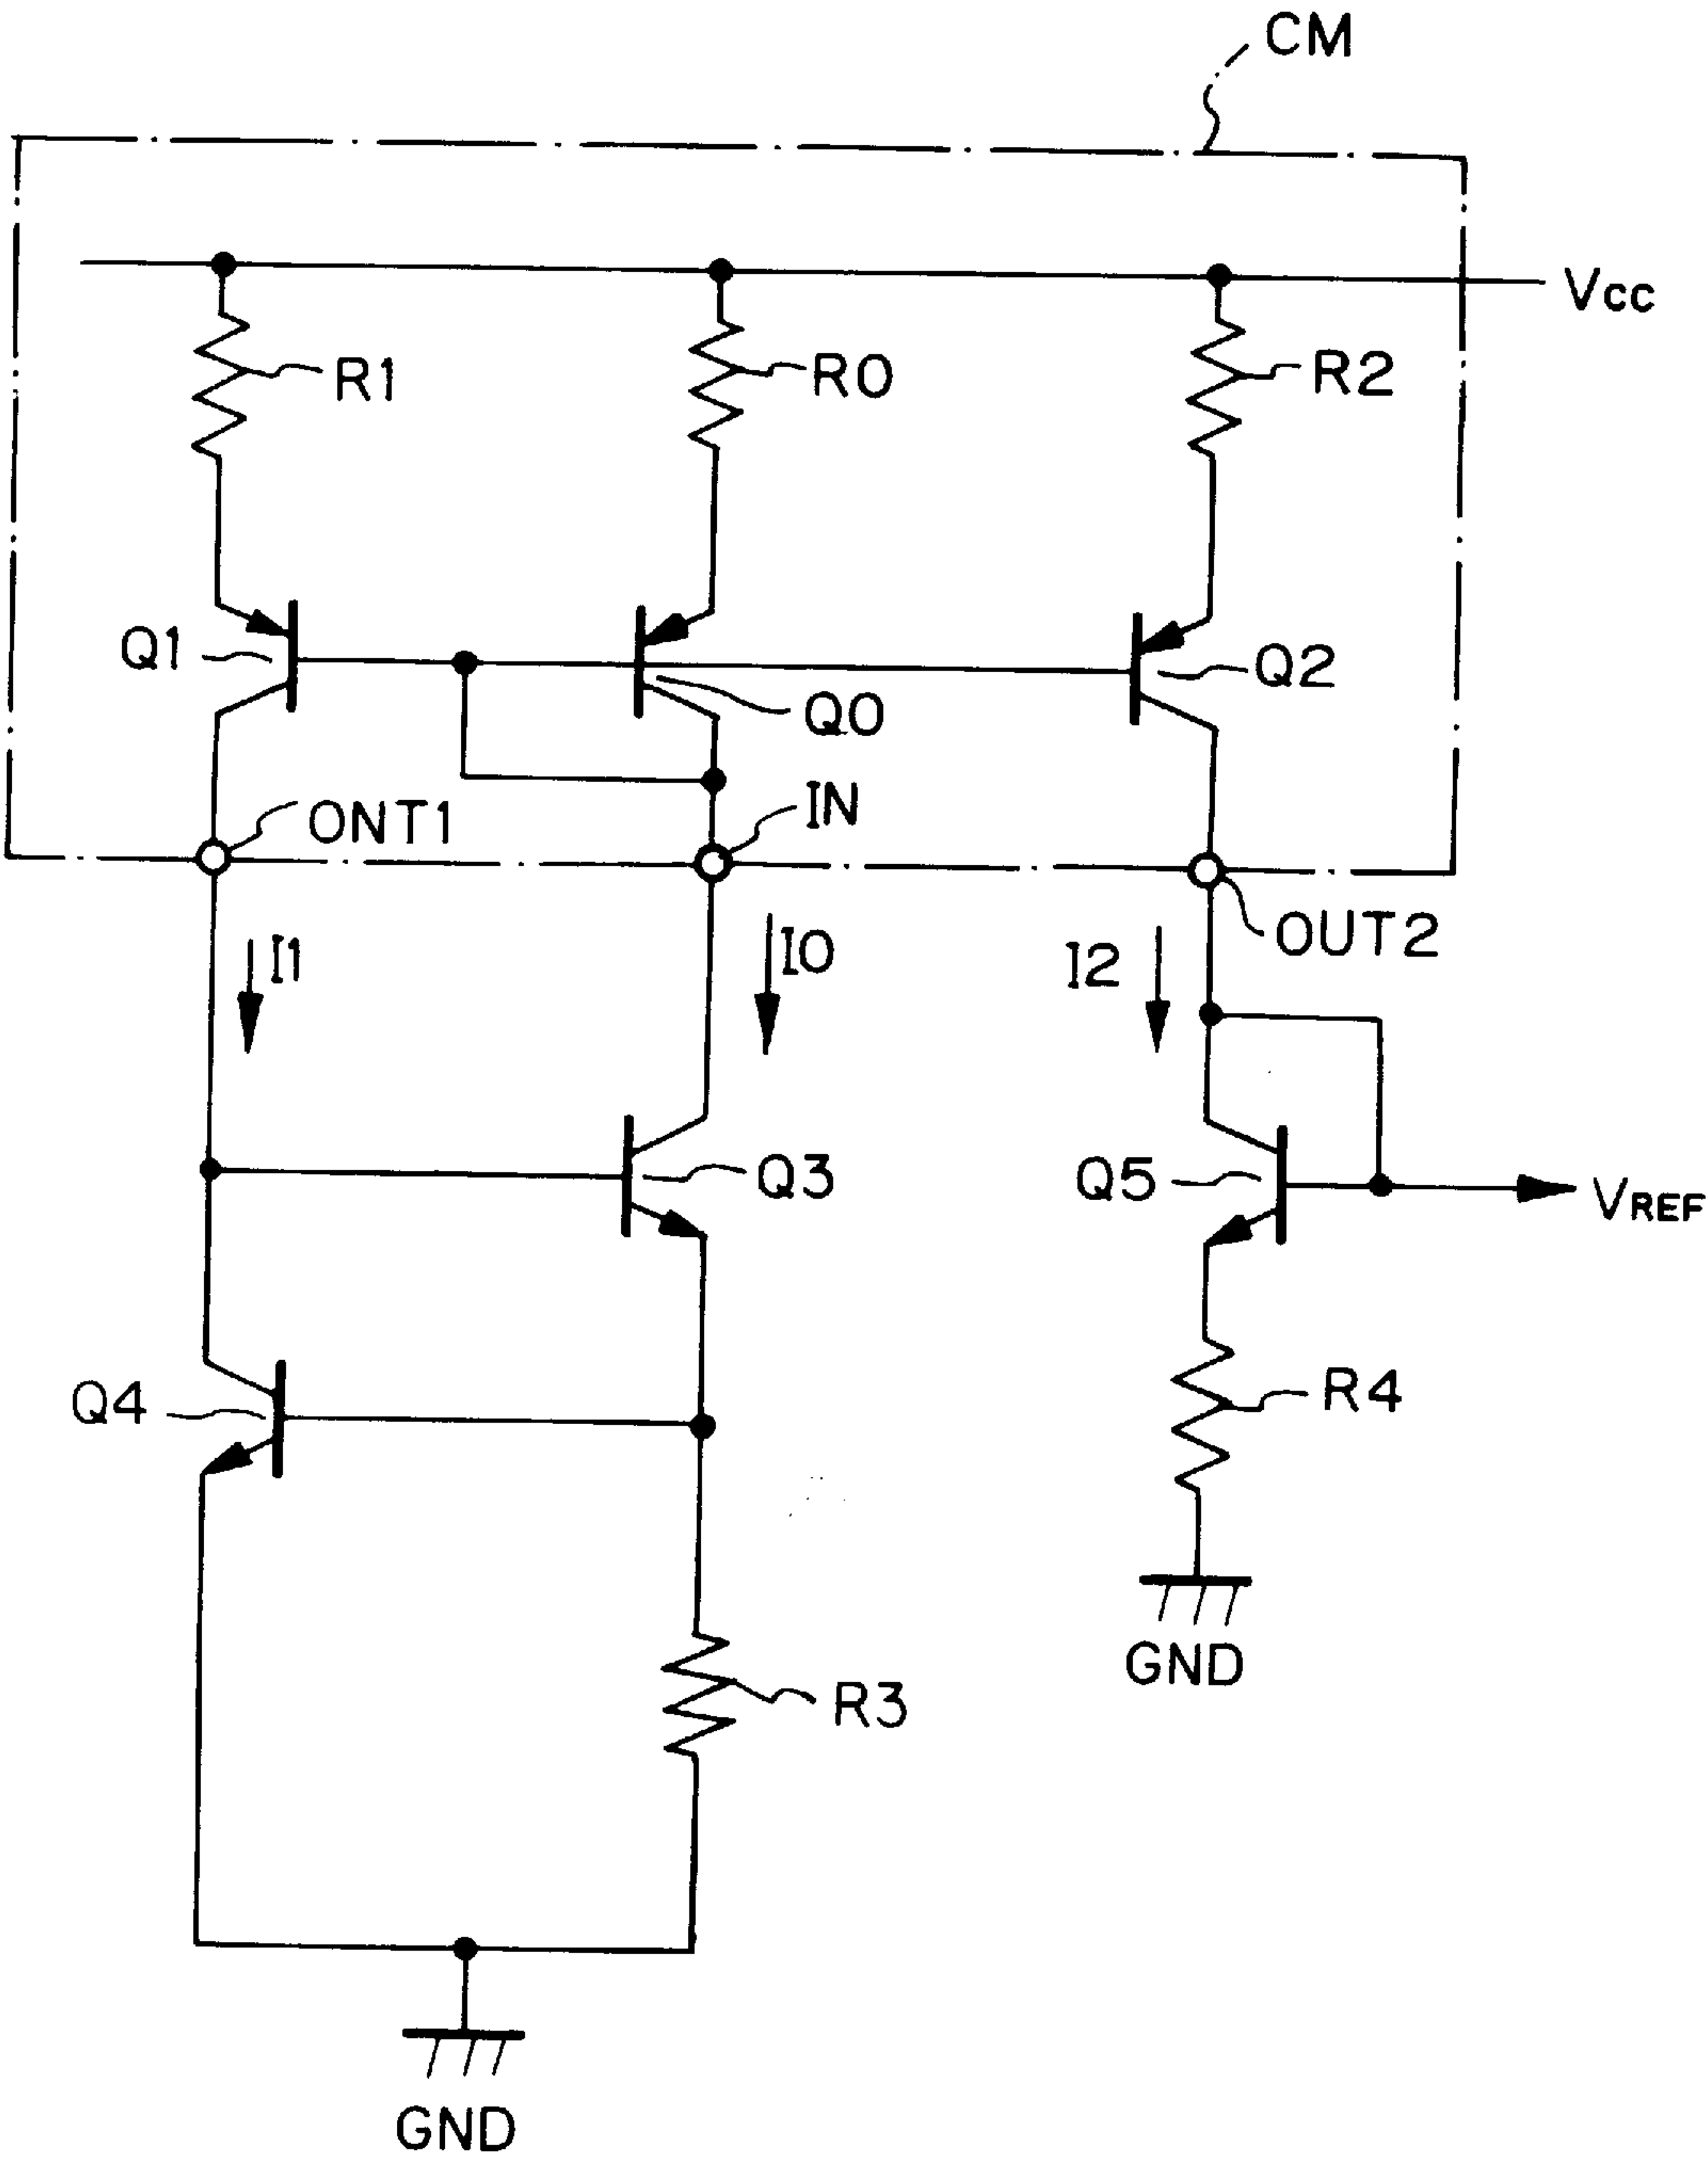 CM
Vcc
R1
R0
R2
Q1
Q0
Q2
ONT1
IN
OUT2
I1
I0
I2
Q3
Q5
VREF
Q4
R4
R3
GND
GND